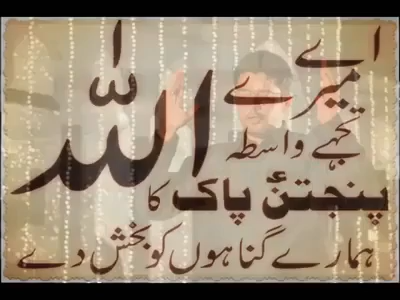 اے
میرے اللہ
تجھے واسطہ
پنجتنِ پاک کا
ہمارے گناہوں کو بخش دے